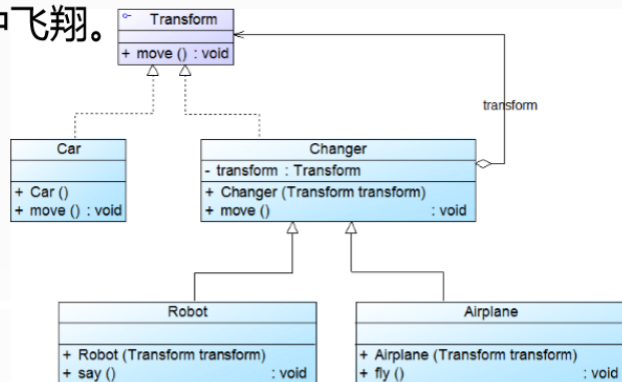 飞翔。
Transform
+ move () : void
transform
Car
+ Car ()
+ move () : void
Changer
- transform : Transform
+ Changer (Transform transform)
+ move () : void
Robot
+ Robot (Transform transform)
+ say () : void
Airplane
+ Airplane (Transform transform)
+ fly () : void